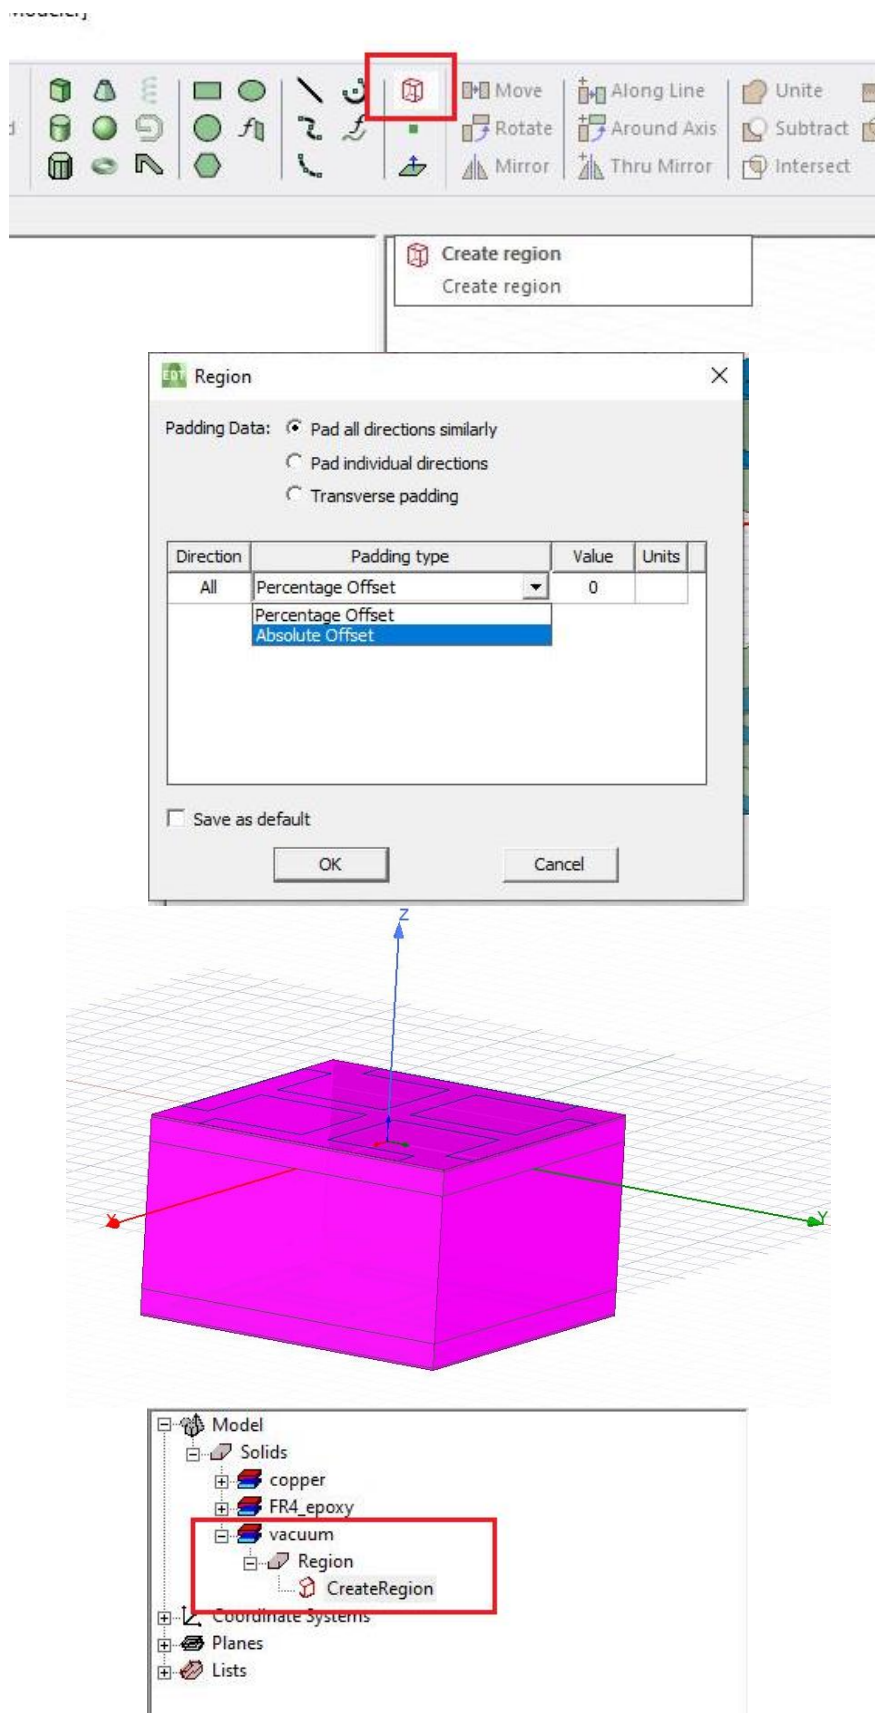 Modeler]
Move Along Line Unite
d Rotate Around Axis Subtract
Mirror Thru Mirror Intersect
Create region
Create region
EDT Region
Padding Data: Pad all directions similarly
Pad individual directions
Transverse padding
Direction Padding type Value Units
All Percentage Offset 0
Percentage Offset
Absolute Offset
Save as default
OK Cancel
Z
X Y
Model
Solids
copper
FR4_epoxy
vacuum
Region
CreateRegion
Coordinate Systems
Planes
Lists